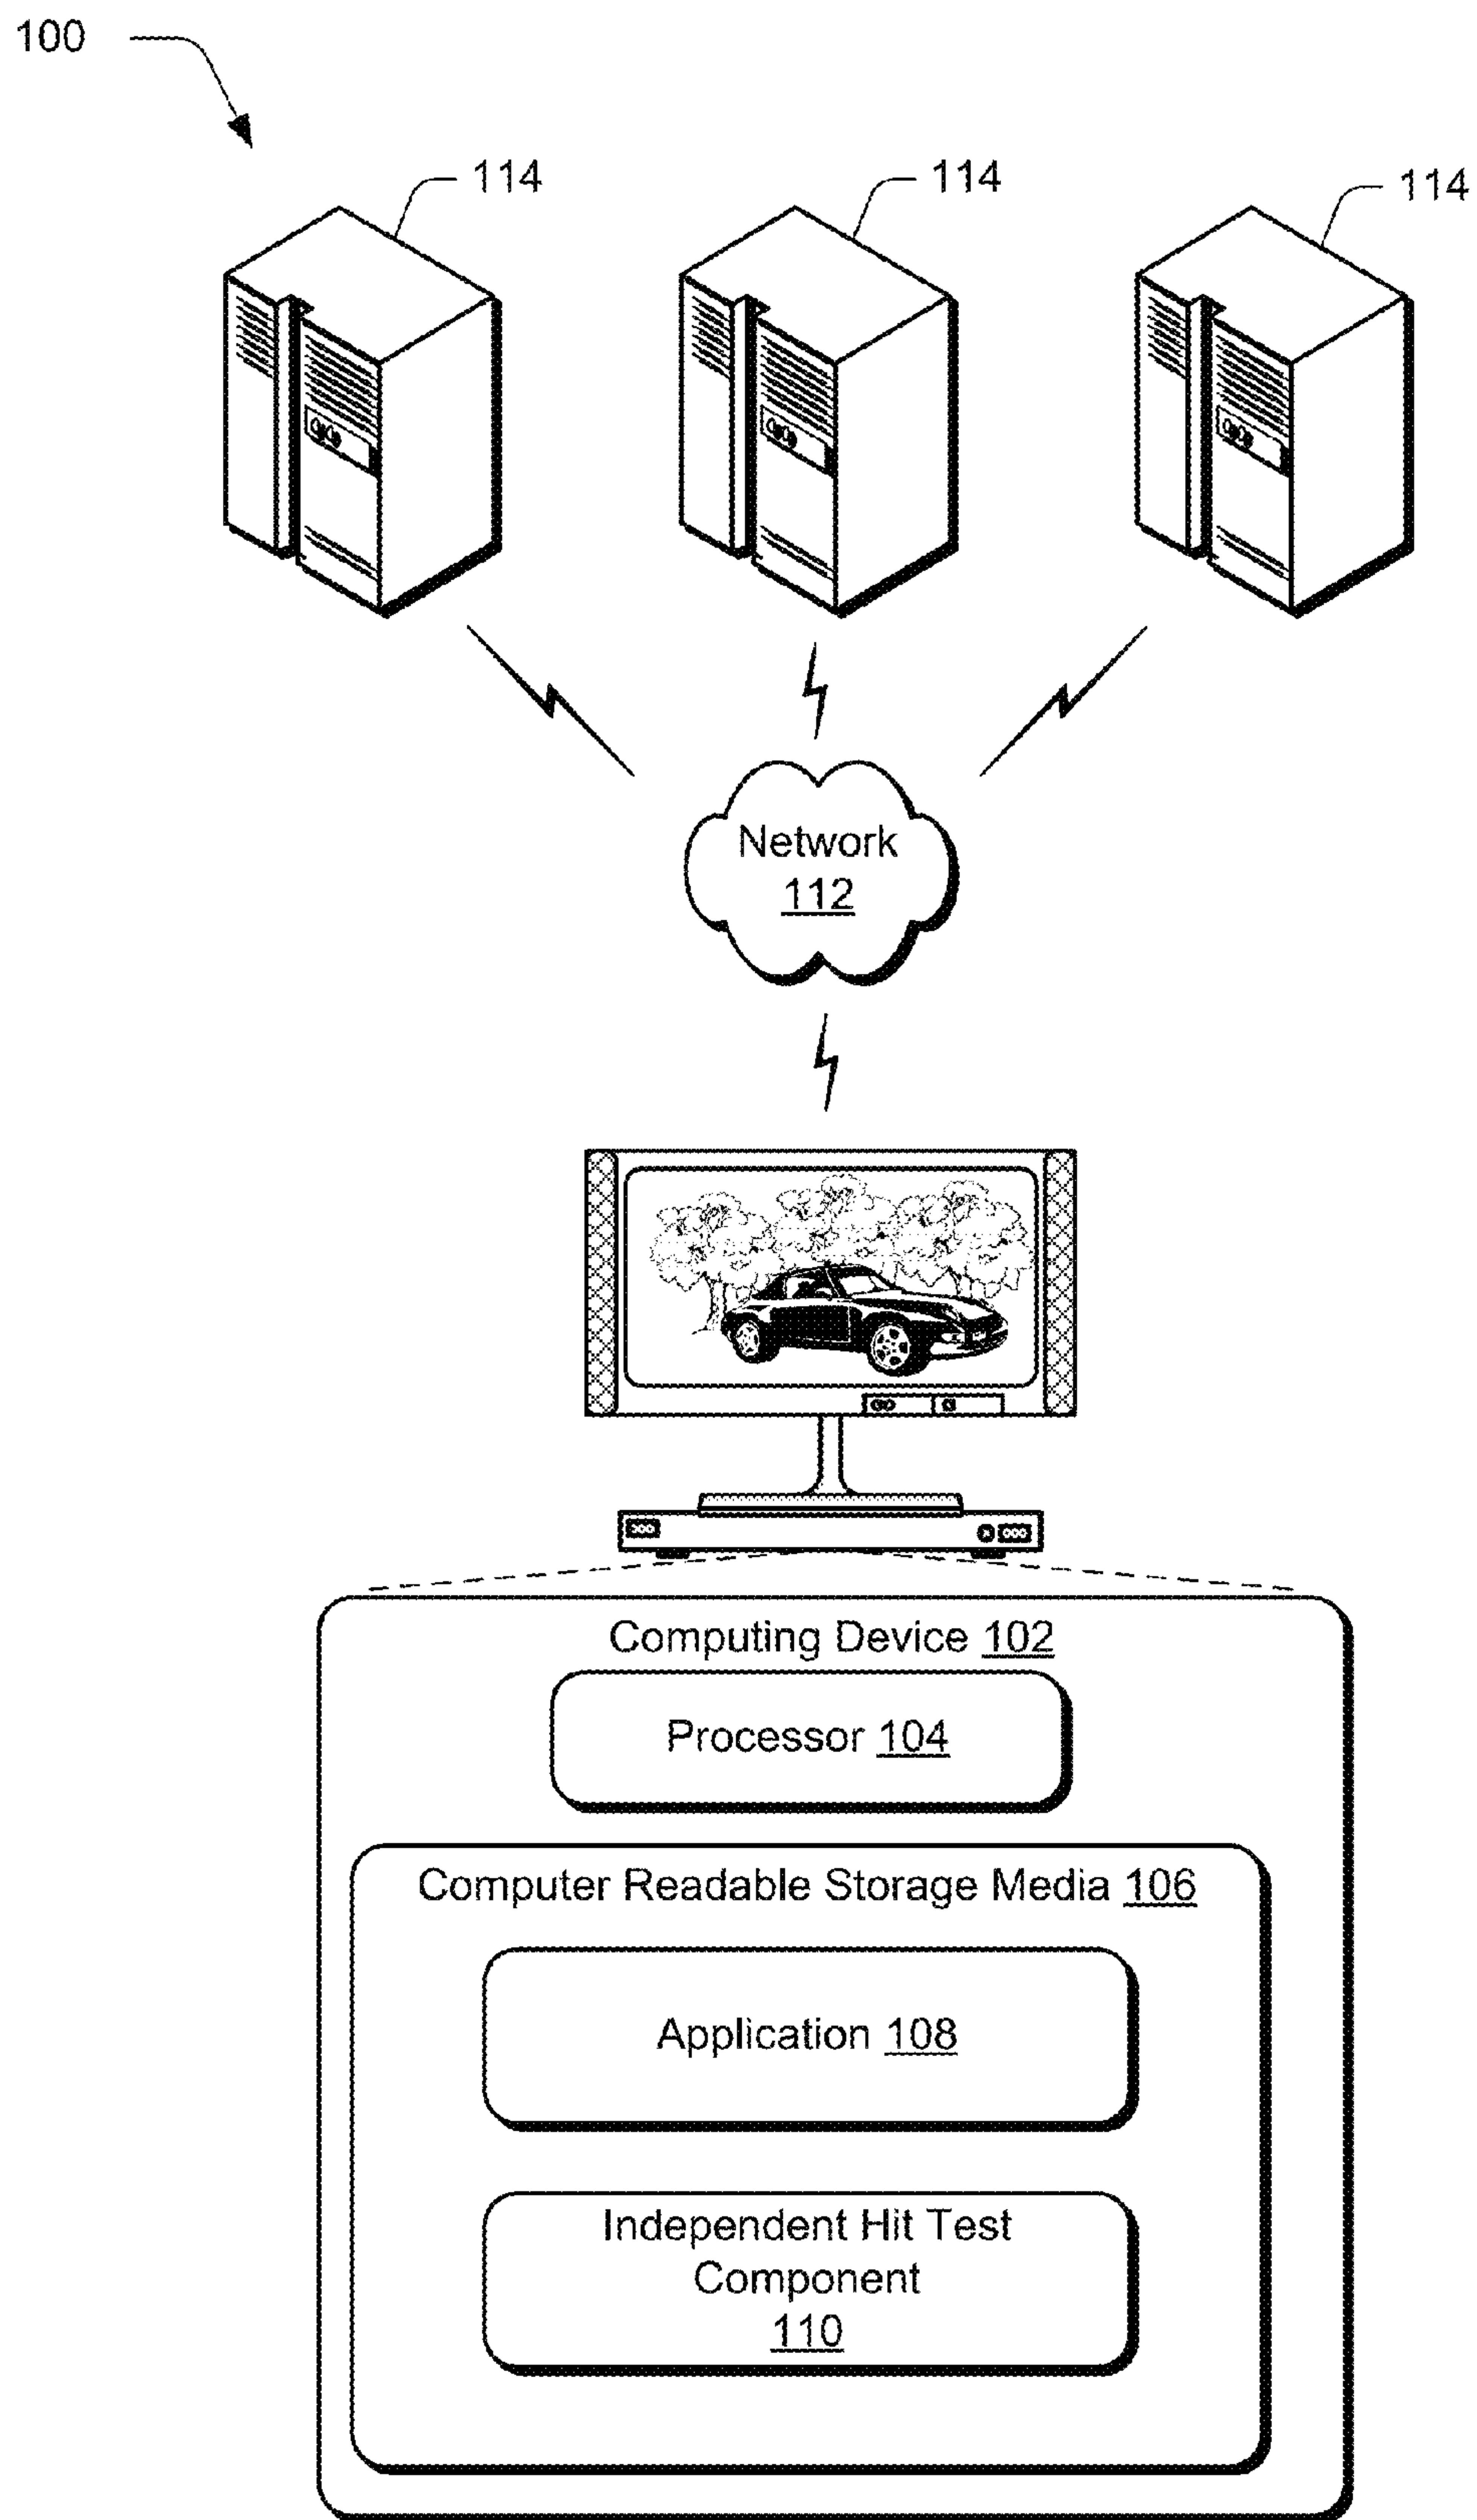 100
114
114
114
Network
112
Computing Device 102
Processor 104
Computer Readable Storage Media 106
Application 108
Independent Hit Test
Component
110